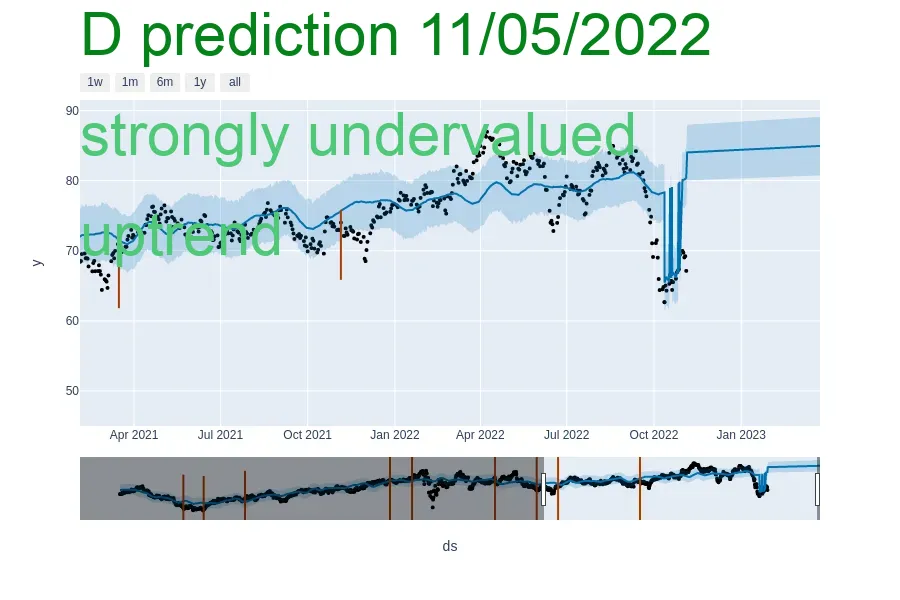 D prediction 11/05/2022
1w 1m 6m 1y all
strongly undervalued
uptrend
90
80
70
60
50
y
Apr 2021 Jul 2021 Oct 2021 Jan 2022 Apr 2022 Jul 2022 Oct 2022 Jan 2023
ds